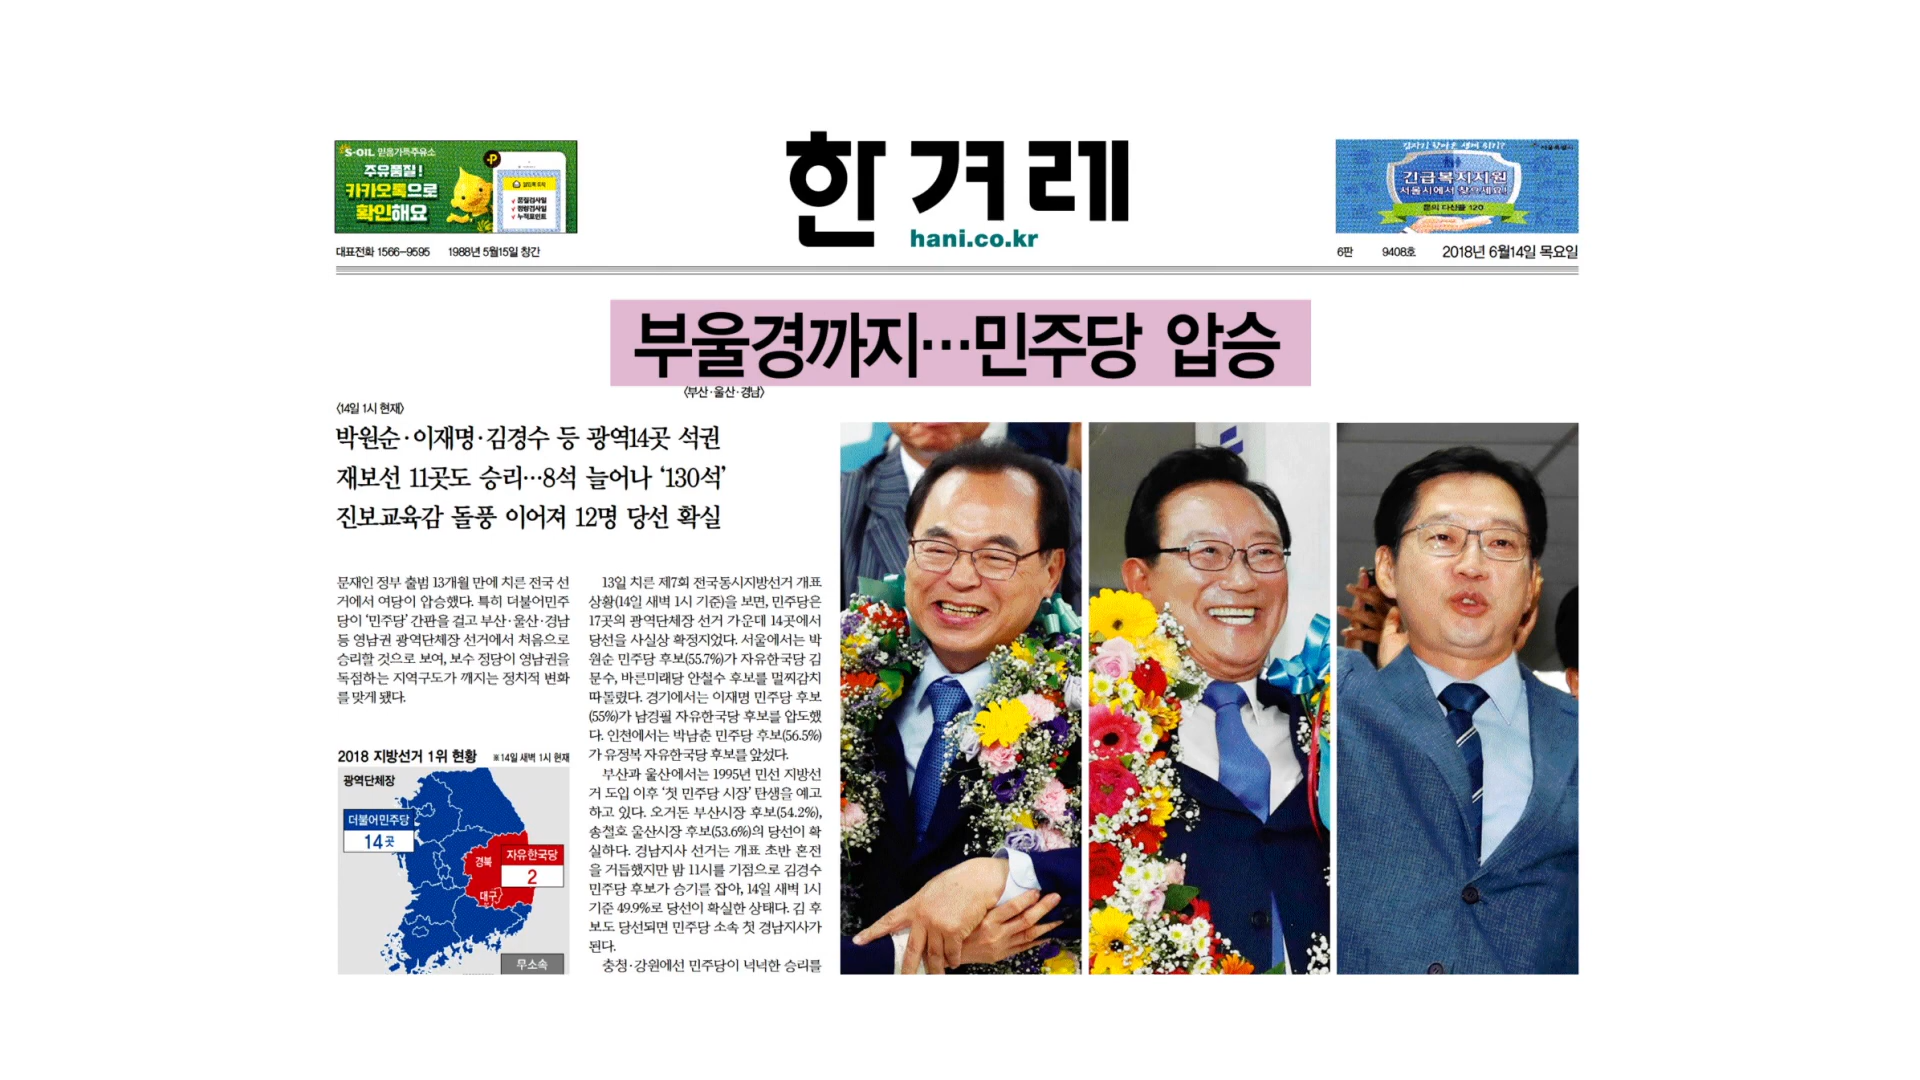 S-OIL 믿음가득주유소
주유품질!
카카오톡으로
확인해요
한겨레
hani.co.kr
갑자기 찾아온 생계 위기?
긴급복지지원
서울시에서 찾으세요!
문의 다산콜 120
대표전화 1566-9595 1988년 5월15일 창간
6판 9408호 2018년 6월14일 목요일
부울경까지…민주당 압승
〈부산·울산·경남〉
〈14일 1시 현재〉
박원순·이재명·김경수 등 광역14곳 석권
재보선 11곳도 승리…8석 늘어나 ‘130석’
진보교육감 돌풍 이어져 12명 당선 확실
문재인 정부 출범 13개월 만에 치른 전국 선
거에서 여당이 압승했다. 특히 더불어민주
당이 ‘민주당’ 간판을 걸고 부산·울산·경남
등 영남권 광역단체장 선거에서 처음으로
승리할 것으로 보여, 보수 정당이 영남권을
독점하는 지역구도가 깨지는 정치적 변화
를 맞게 됐다.
2018 지방선거 1위 현황 ※14일 새벽 1시 현재
광역단체장
더불어민주당
14곳
경북
자유한국당
2
대구
무소속
13일 치른 제7회 전국동시지방선거 개표
상황(14일 새벽 1시 기준)을 보면, 민주당은
17곳의 광역단체장 선거 가운데 14곳에서
당선을 사실상 확정지었다. 서울에서는 박
원순 민주당 후보(55.7%)가 자유한국당 김
문수, 바른미래당 안철수 후보를 멀찌감치
따돌렸다. 경기에서는 이재명 민주당 후보
(55%)가 남경필 자유한국당 후보를 압도했
다. 인천에서는 박남춘 민주당 후보(56.5%)
가 유정복 자유한국당 후보를 앞섰다.
부산과 울산에서는 1995년 민선 지방선
거 도입 이후 ‘첫 민주당 시장’ 탄생을 예고
하고 있다. 오거돈 부산시장 후보(54.2%),
송철호 울산시장 후보(53.6%)의 당선이 확
실하다. 경남지사 선거는 개표 초반 혼전
을 거듭했지만 밤 11시를 기점으로 김경수
민주당 후보가 승기를 잡아, 14일 새벽 1시
기준 49.9%로 당선이 확실한 상태다. 김 후
보도 당선되면 민주당 소속 첫 경남지사가
된다.
충청·강원에선 민주당이 넉넉한 승리를